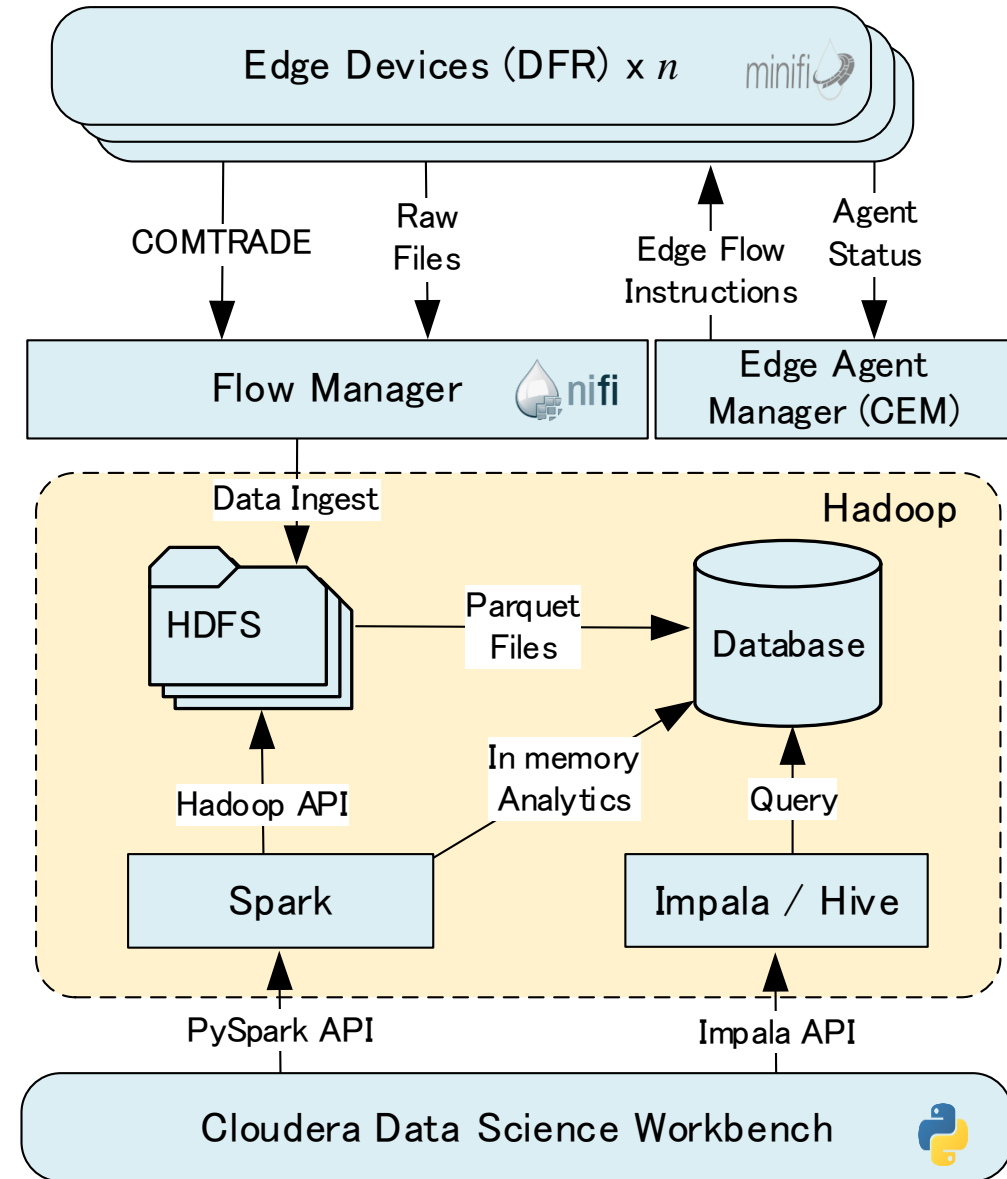 Edge Devices (DFR) x n
minifi
COMTRADE
Raw
Files
Edge Flow
Instructions
Agent
Status
Flow Manager
nifi
Edge Agent
Manager (CEM)
Data Ingest
Hadoop
HDFS
Parquet
Files
Database
In memory
Analytics
Hadoop API
Query
Spark
Impala / Hive
PySpark API
Impala API
Cloudera Data Science Workbench